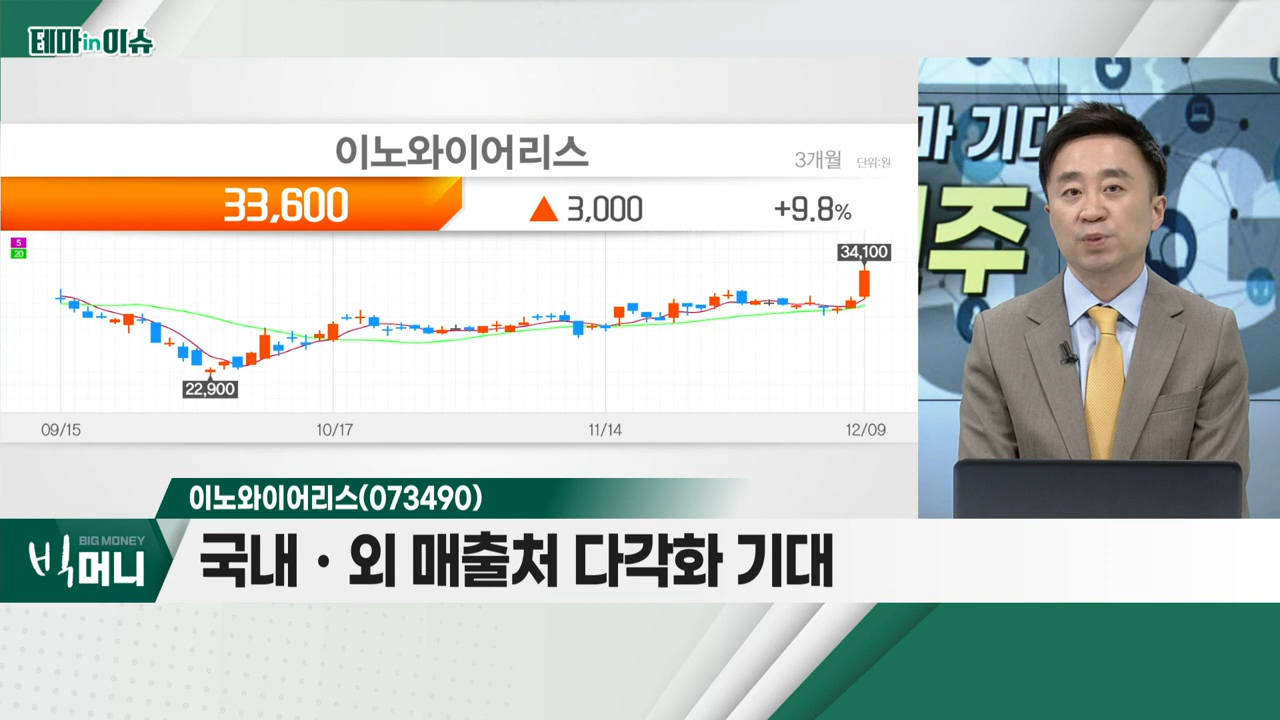 테마in이슈
이노와이어리스
3개월 단위:원
33,600 ▲ 3,000 +9.8%
5
20
34,100
22,900
09/15 10/17 11/14 12/09
마 기대
주
이노와이어리스(073490)
BIG MONEY
빅머니
국내·외 매출처 다각화 기대